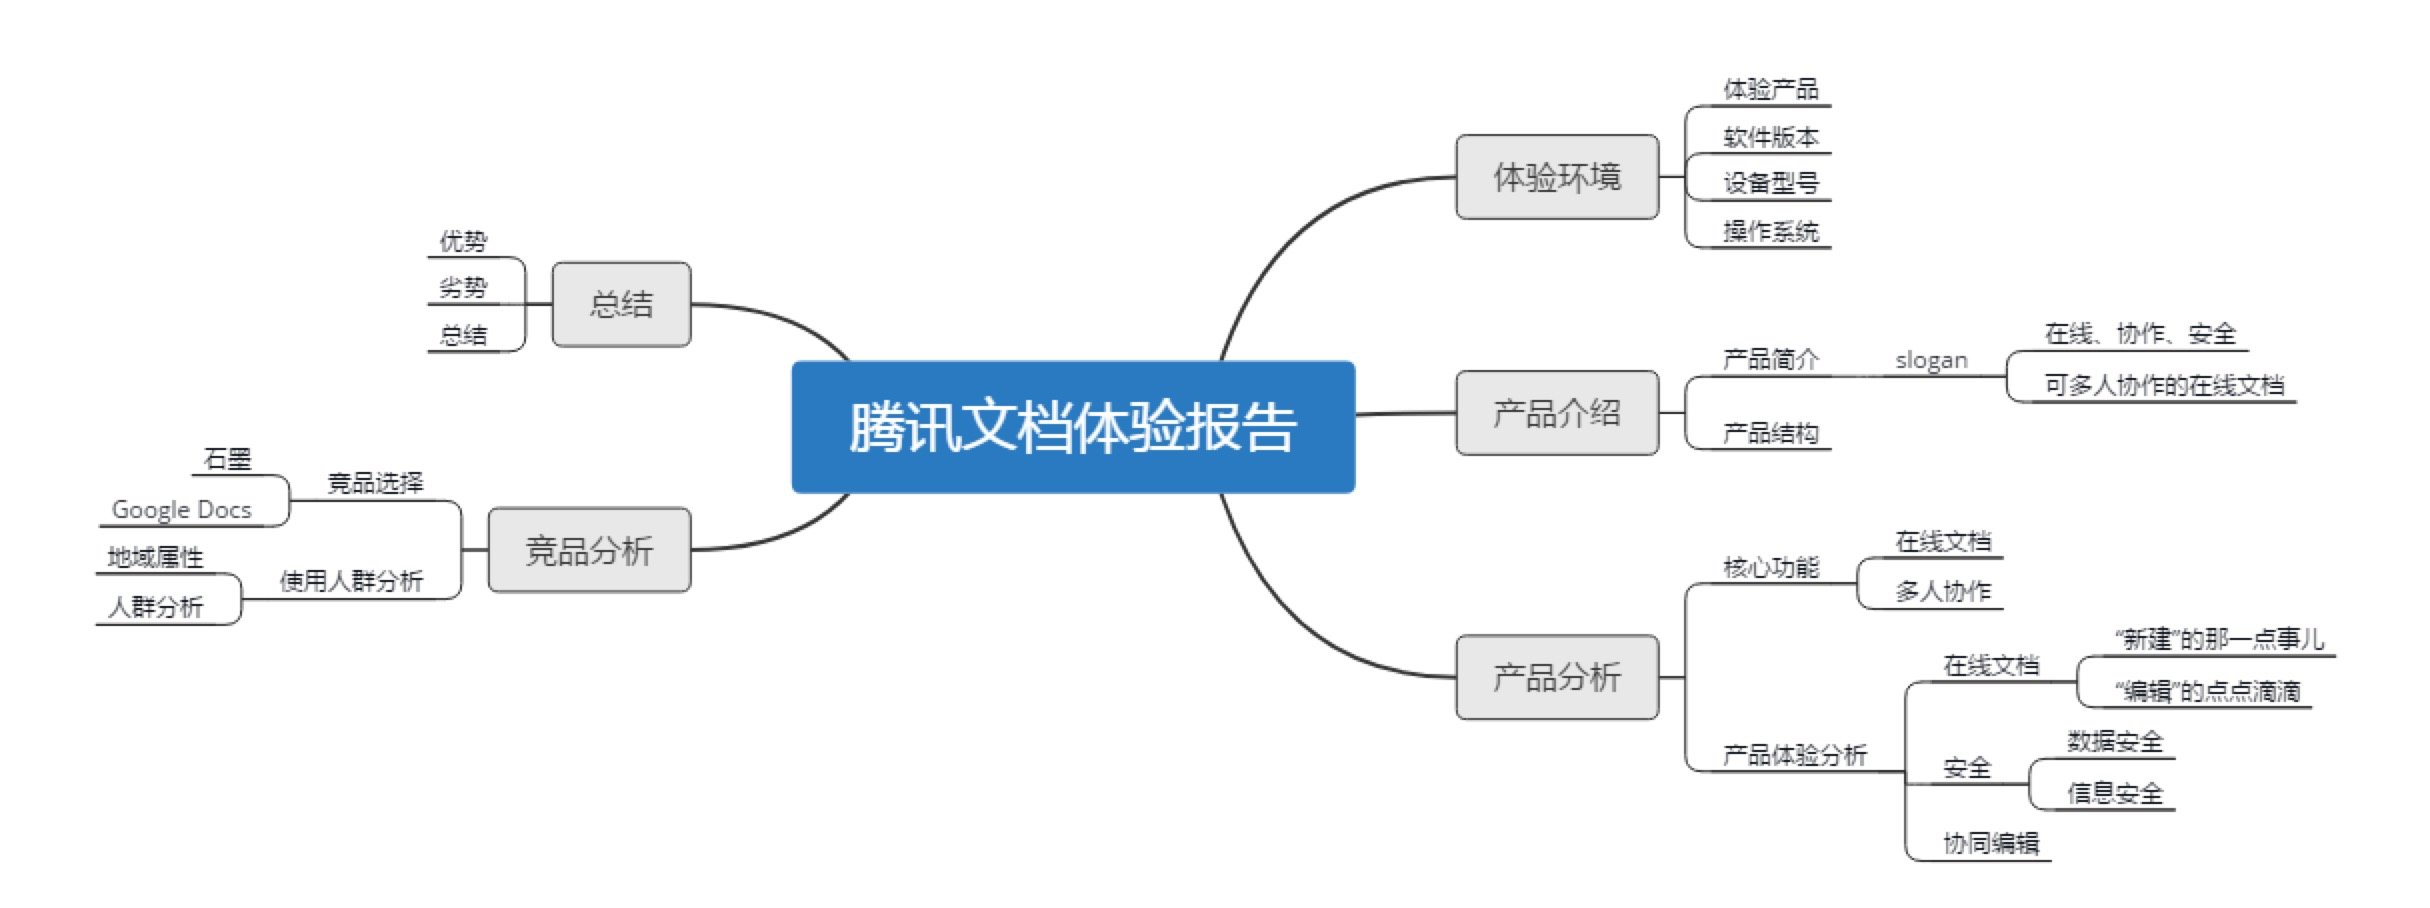 腾讯文档体验报告
体验环境
体验产品
软件版本
设备型号
操作系统
产品介绍
产品简介
slogan
在线、协作、安全
可多人协作的在线文档
产品结构
产品分析
核心功能
在线文档
多人协作
产品体验分析
在线文档
“新建”的那一点事儿
“编辑”的点点滴滴
安全
数据安全
信息安全
协同编辑
总结
优势
劣势
总结
竞品分析
竞品选择
石墨
Google Docs
使用人群分析
地域属性
人群分析